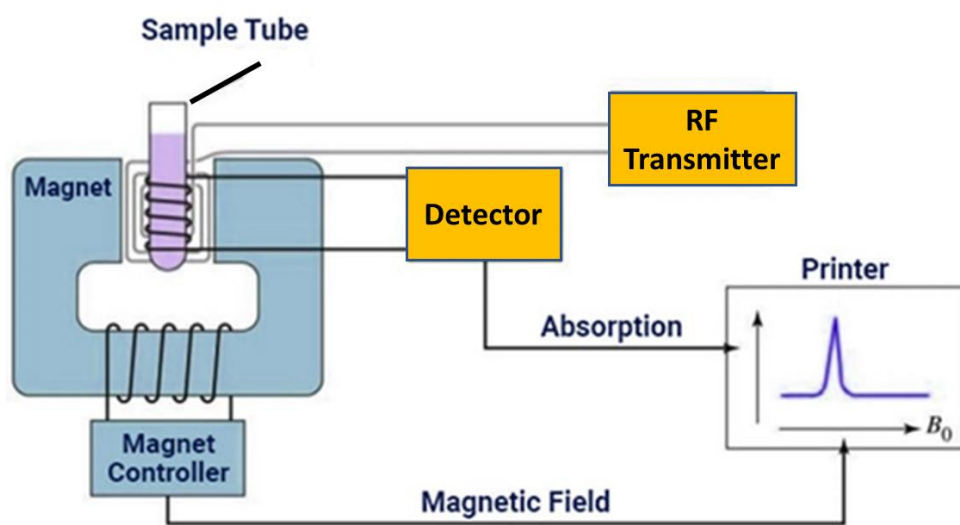 Sample Tube
RF
Transmitter
Magnet
Detector
Printer
Absorption
B0
Magnet
Controller
Magnetic Field